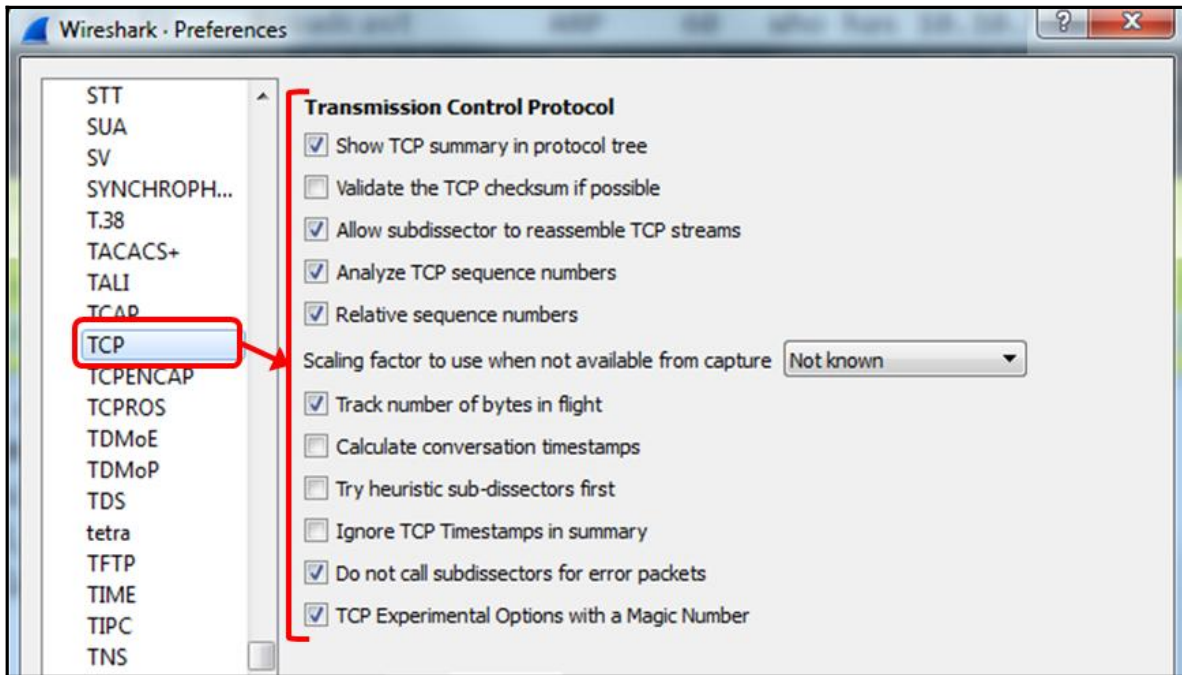 Wireshark · Preferences
STT
SUA
SV
SYNCHROPH...
T.38
TACACS+
TALI
TCAP
TCP
TCPENCAP
TCPROS
TDMoE
TDMoP
TDS
tetra
TFTP
TIME
TIPC
TNS
Transmission Control Protocol
Show TCP summary in protocol tree
Validate the TCP checksum if possible
Allow subdissector to reassemble TCP streams
Analyze TCP sequence numbers
Relative sequence numbers
Scaling factor to use when not available from capture Not known
Track number of bytes in flight
Calculate conversation timestamps
Try heuristic sub-dissectors first
Ignore TCP Timestamps in summary
Do not call subdissectors for error packets
TCP Experimental Options with a Magic Number